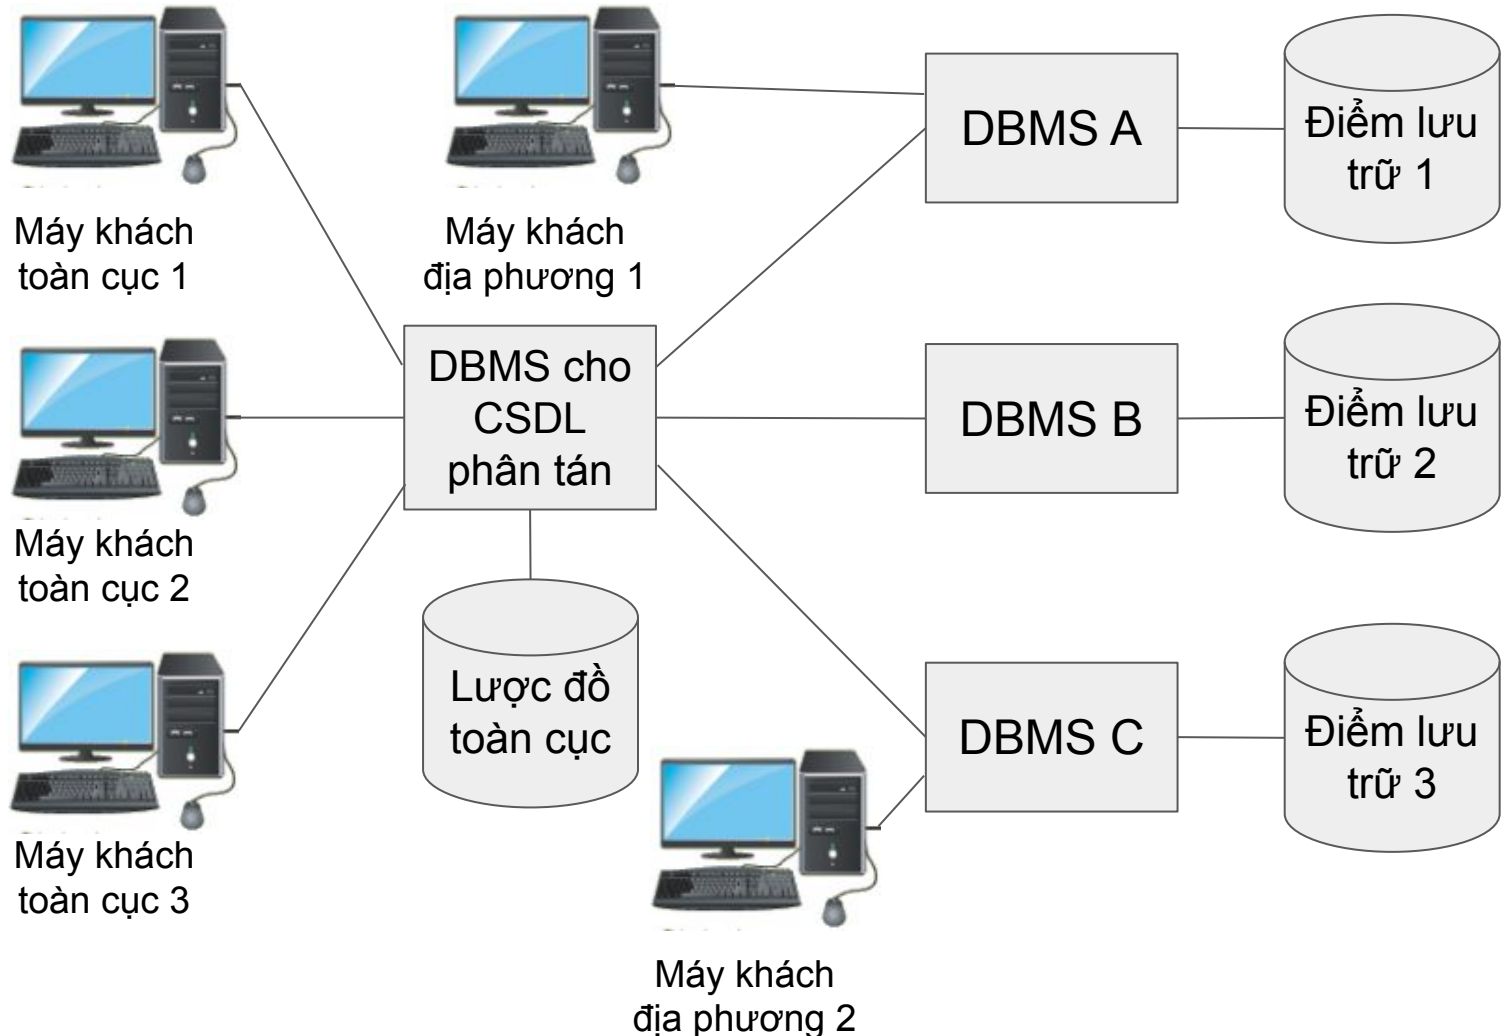 Máy khách
toàn cục 1
Máy khách
địa phương 1
DBMS A
Điểm lưu
trữ 1
Máy khách
toàn cục 2
DBMS cho
CSDL
phân tán
DBMS B
Điểm lưu
trữ 2
Máy khách
toàn cục 3
Lược đồ
toàn cục
DBMS C
Điểm lưu
trữ 3
Máy khách
địa phương 2